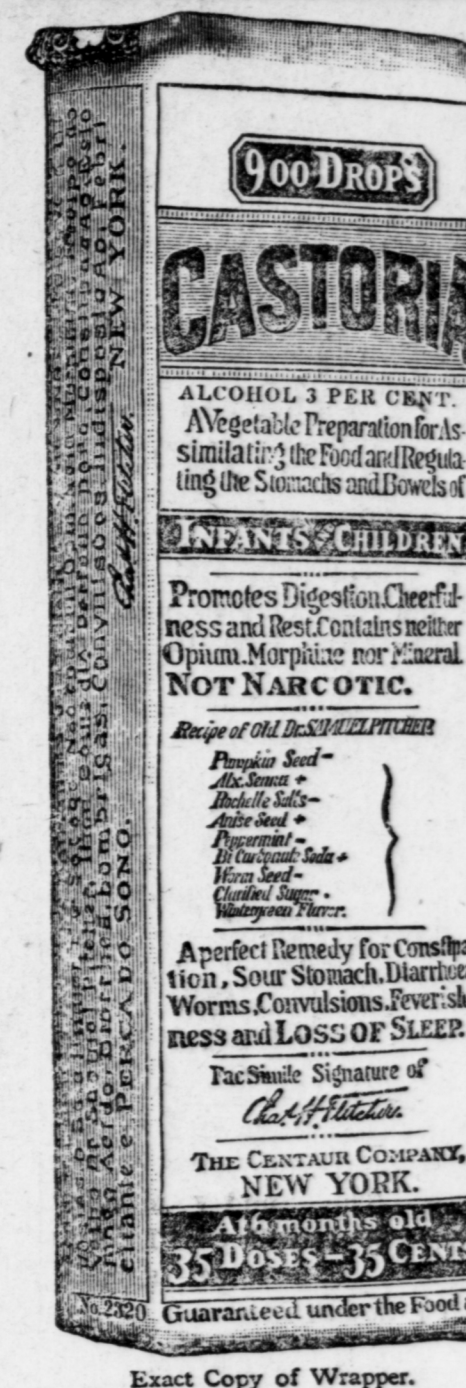 900 DROPS
CASTORIA
ALCOHOL 3 PER CENT.
A Vegetable Preparation for As-
similating the Food and Regula-
ting the Stomachs and Bowels of
INFANTS & CHILDREN
Promotes Digestion.Cheerful-
ness and Rest.Contains neither
Opium.Morphine nor Mineral
NOT NARCOTIC.
Recipe of Old Dr.SAMUEL PITCHER
Pumpkin Seed -
Alx. Senna +
Rochelle Salts -
Anise Seed +
Peppermint -
Bi Carbonate Soda +
Worm Seed -
Clarified Sugar .
Wintergreen Flavor.
A perfect Remedy for Constipa
tion, Sour Stomach.Diarrhoe
Worms,Convulsions.Feverish
ness and LOSS OF SLEEP.
Fac Simile Signature of
Chas. H. Fletcher.
THE CENTAUR COMPANY,
NEW YORK.
At 6 months old
35 DOSES - 35 CENT
Guaranteed under the Food
Exact Copy of Wrapper.
Chas. H. Fletcher.
NEW YORK.
PERCA DO SONO.
No. 2320